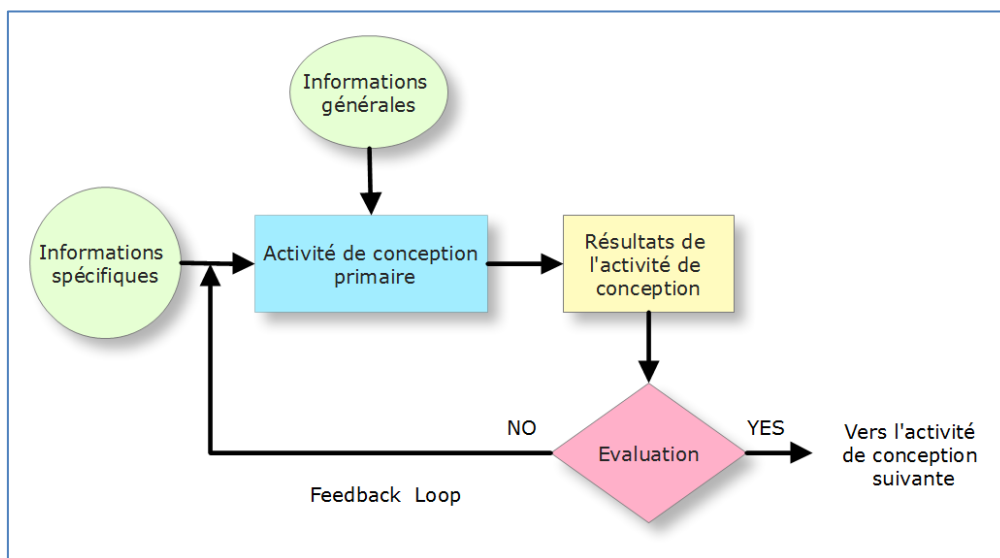 Informations
générales
Informations
spécifiques
Activité de conception
primaire
Résultats de
l'activité de
conception
NO
YES
Evaluation
Vers l'activité
de conception
suivante
Feedback Loop